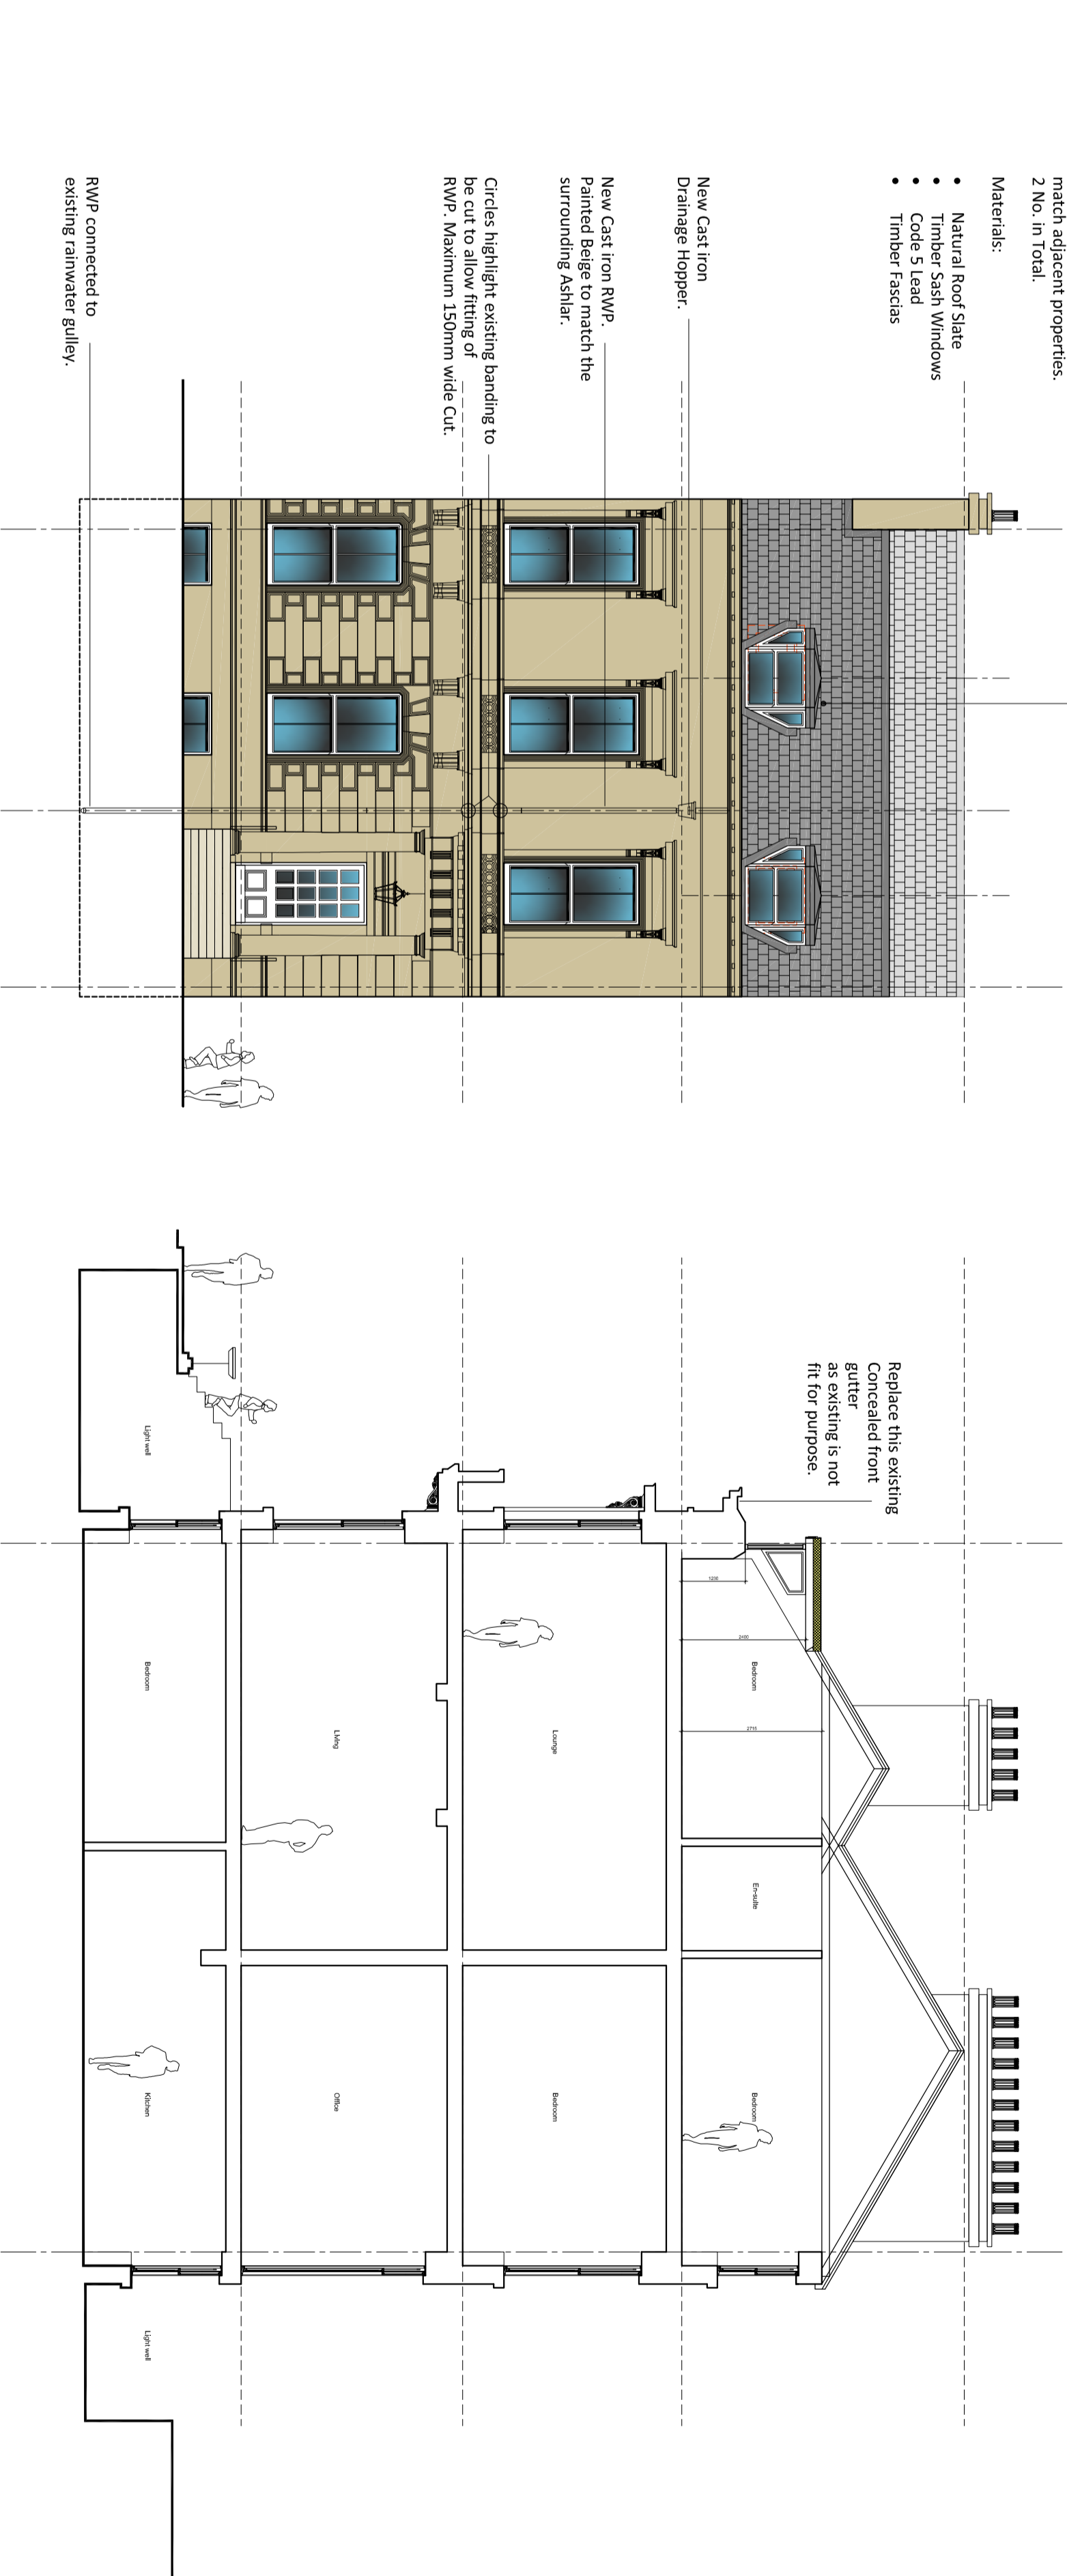 match adjacent properties.
2 No. in Total.
Materials:
• Natural Roof Slate
• Timber Sash Windows
• Code 5 Lead
• Timber Fascias
New Cast iron
Drainage Hopper.
New Cast iron RWP.
Painted Beige to match the
surrounding Ashlar.
Circles highlight existing banding to
be cut to allow fitting of
RWP. Maximum 150mm wide Cut.
RWP connected to
existing rainwater gulley.
Replace this existing
Concealed front
gutter
as existing is not
fit for purpose.
1235
2400
2715
Bedroom
En-suite
Bedroom
Lounge
Bedroom
Living
Office
Light well
Bedroom
Kitchen
Light well